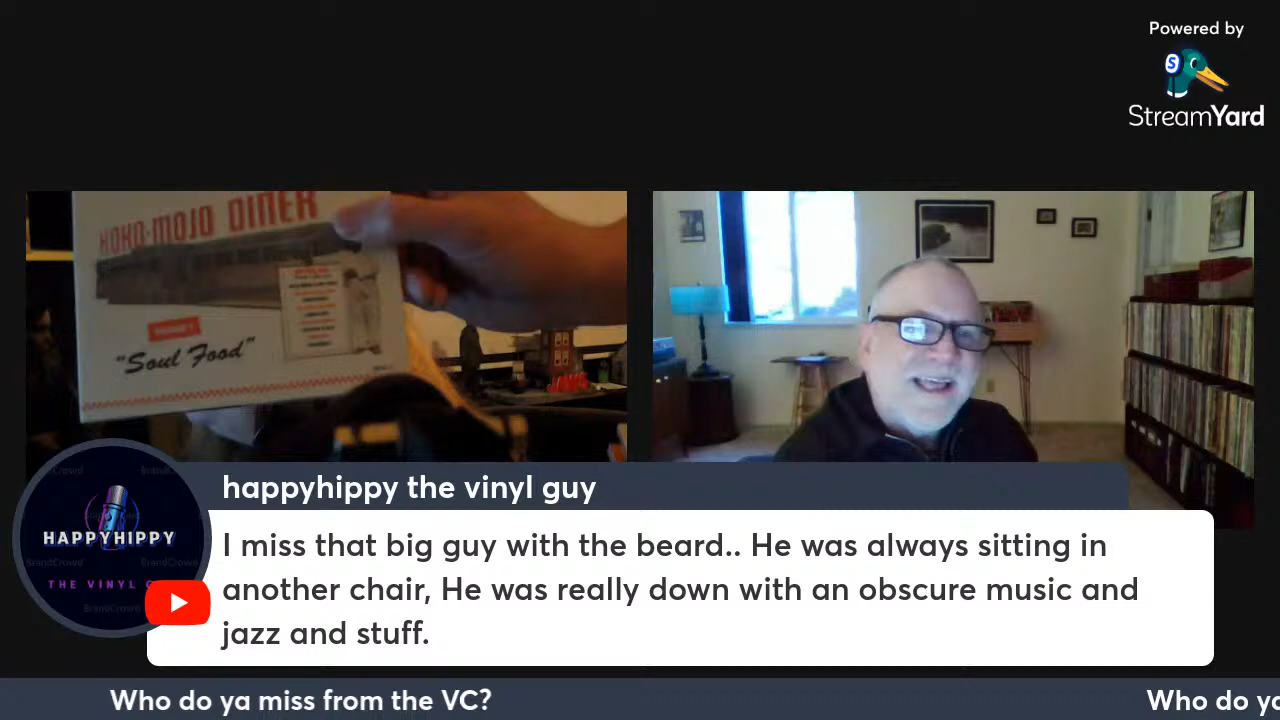 Powered by
StreamYard
KOKO-MOJO DINER
"Soul Food"
JAWS
happyhippy the vinyl guy
I miss that big guy with the beard.. He was always sitting in
another chair, He was really down with an obscure music and
jazz and stuff.
HAPPYHIPPY
Who do ya miss from the VC?
Who do ya